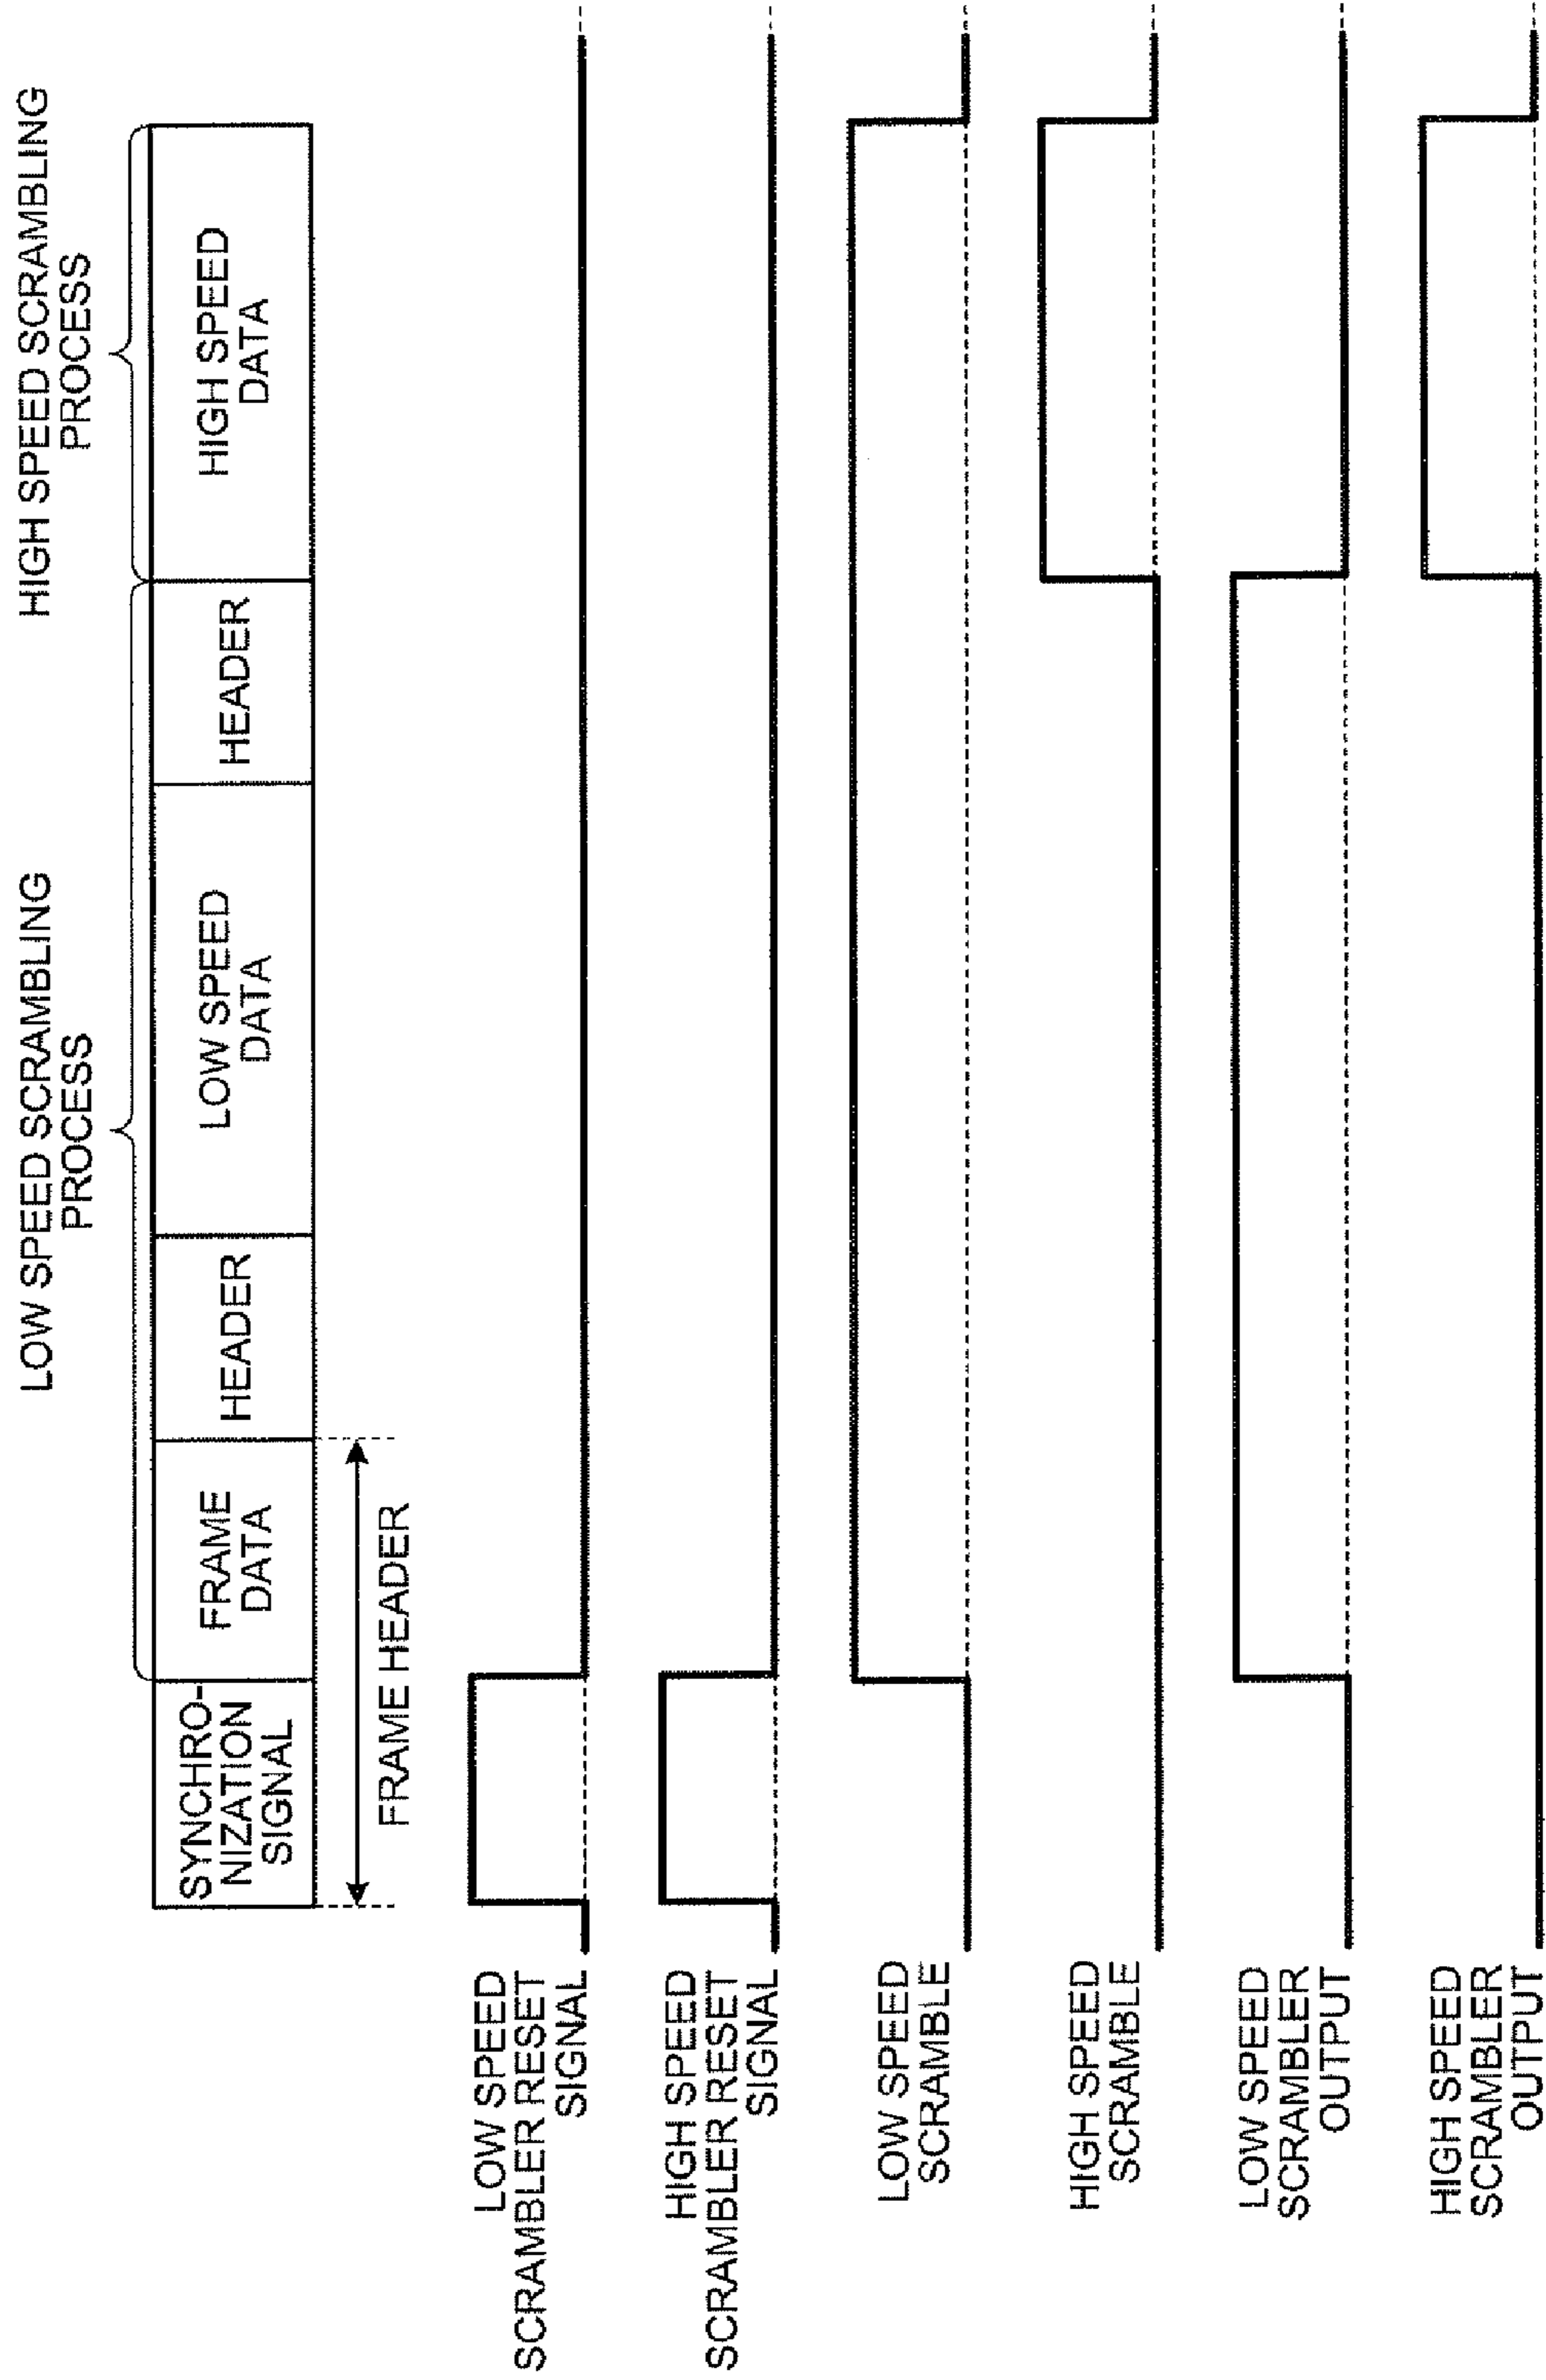 LOW SPEED SCRAMBLING
PROCESS
HIGH SPEED SCRAMBLING
PROCESS
SYNCHRO-
NIZATION
SIGNAL
FRAME
DATA
HEADER
LOW SPEED
DATA
HEADER
HIGH SPEED
DATA
FRAME HEADER
LOW SPEED
SCRAMBLER RESET
SIGNAL
HIGH SPEED
SCRAMBLER RESET
SIGNAL
LOW SPEED
SCRAMBLE
HIGH SPEED
SCRAMBLE
LOW SPEED
SCRAMBLER
OUTPUT
HIGH SPEED
SCRAMBLER
OUTPUT